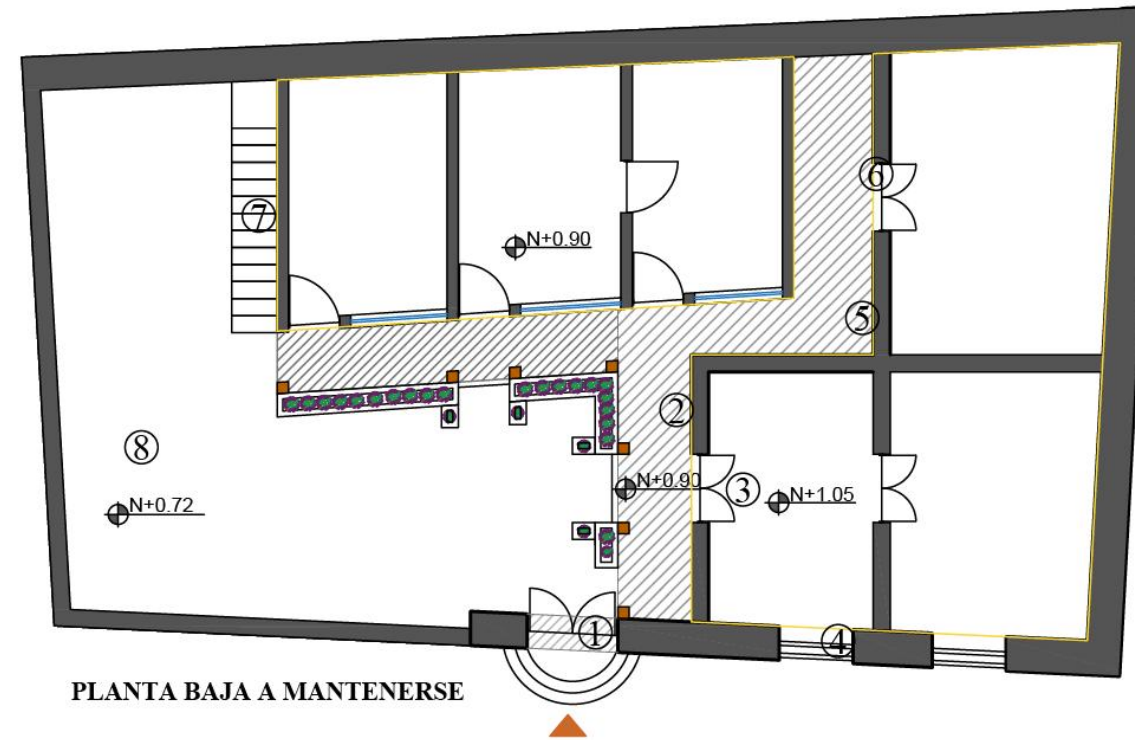 ⑥
⑦
N+0.90
⑤
②
⑧
N+0.90
③
N+1.05
N+0.72
①
④
PLANTA BAJA A MANTENERSE